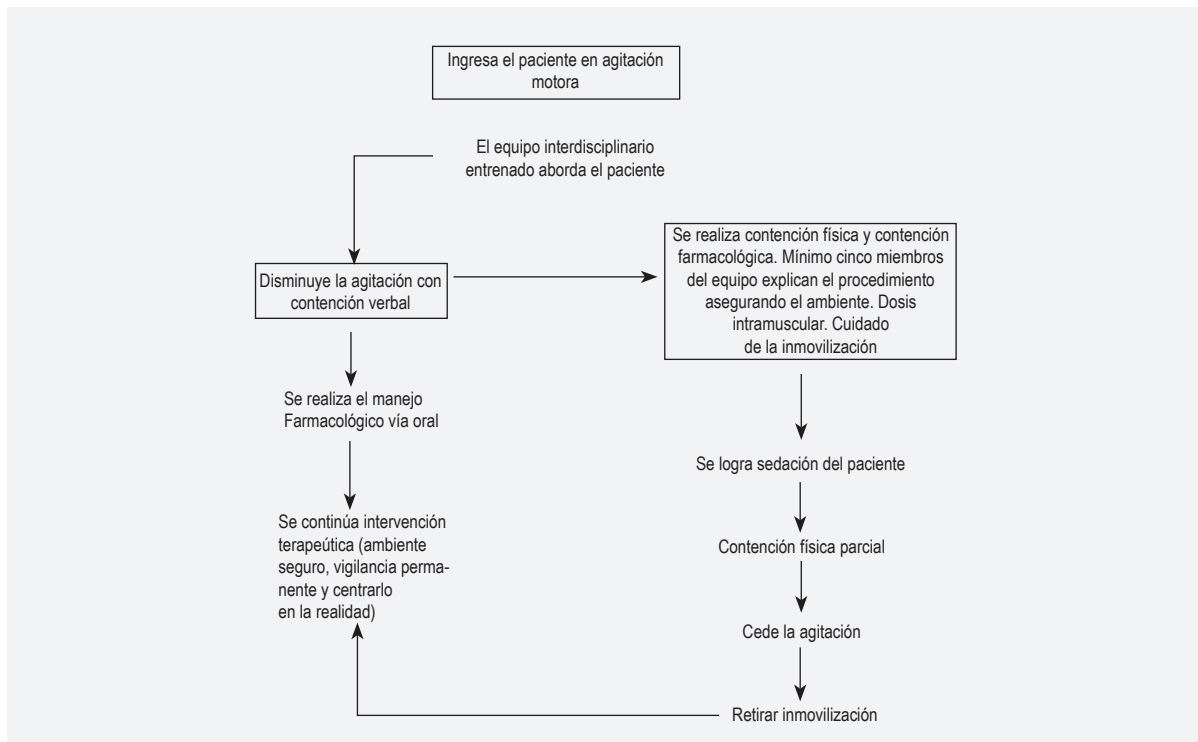 Ingresa el paciente en agitación
motora
El equipo interdisciplinario
entrenado aborda el paciente
Disminuye la agitación con
contención verbal
Se realiza contención física y contención
farmacológica. Mínimo cinco miembros
del equipo explican el procedimiento
asegurando el ambiente. Dosis
intramuscular. Cuidado
de la inmovilización
Se realiza el manejo
Farmacológico vía oral
Se continúa intervención
terapeútica (ambiente
seguro, vigilancia perma-
nente y centrarlo
en la realidad)
Se logra sedación del paciente
Contención física parcial
Cede la agitación
Retirar inmovilización